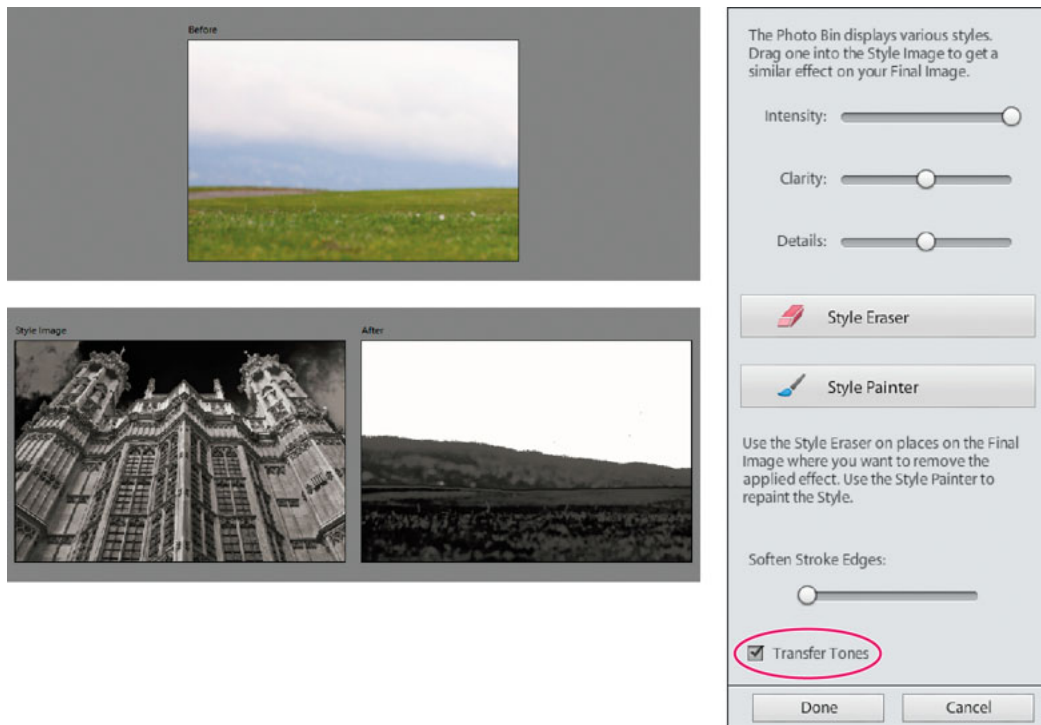 Before
Style Image
After
The Photo Bin displays various styles.
Drag one into the Style Image to get a
similar effect on your Final Image.
Intensity:
Clarity:
Details:
Style Eraser
Style Painter
Use the Style Eraser on places on the Final
Image where you want to remove the
applied effect. Use the Style Painter to
repaint the Style.
Soften Stroke Edges:
Transfer Tones
Done
Cancel